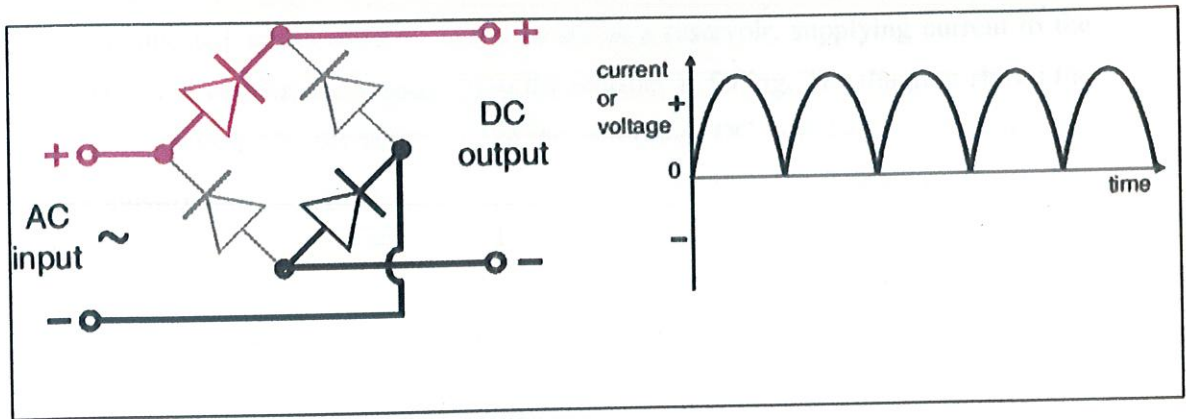 +
+
DC
output
AC
input ~
−
−
current
or
voltage
+
0
−
time